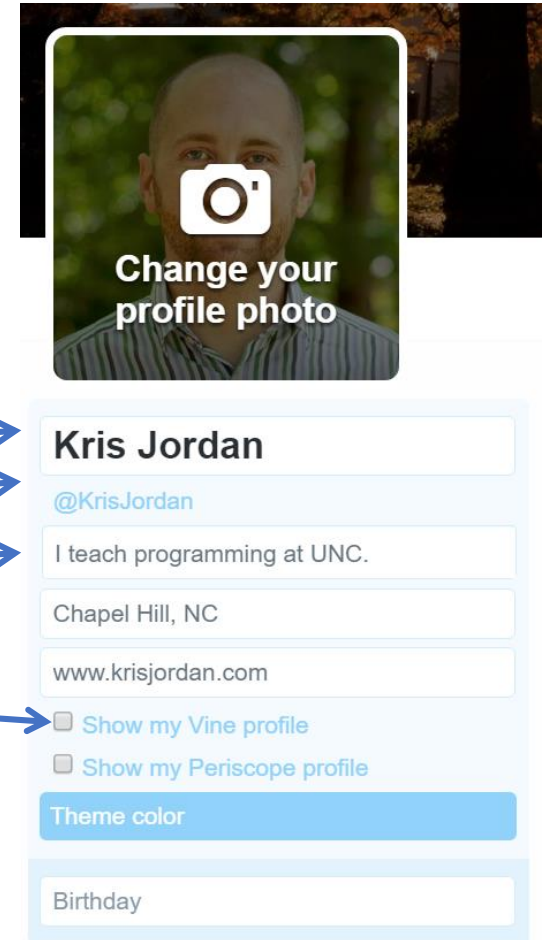 Change your
profile photo
Kris Jordan
@KrisJordan
I teach programming at UNC.
Chapel Hill, NC
www.krisjordan.com
Show my Vine profile
Show my Periscope profile
Theme color
Birthday